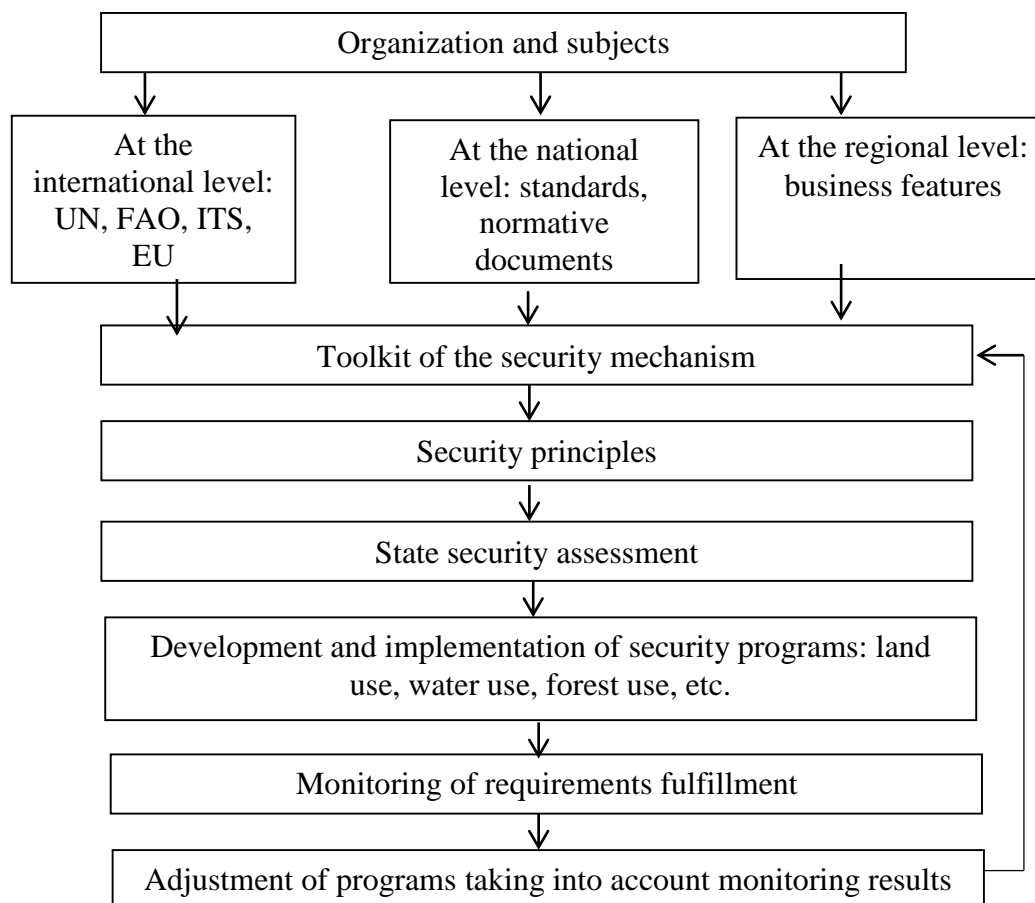 Organization and subjects
At the
international level:
UN, FAO, ITS,
EU
At the national
level: standards,
normative
documents
At the regional level:
business features
Toolkit of the security mechanism
Security principles
State security assessment
Development and implementation of security programs: land
use, water use, forest use, etc.
Monitoring of requirements fulfillment
Adjustment of programs taking into account monitoring results